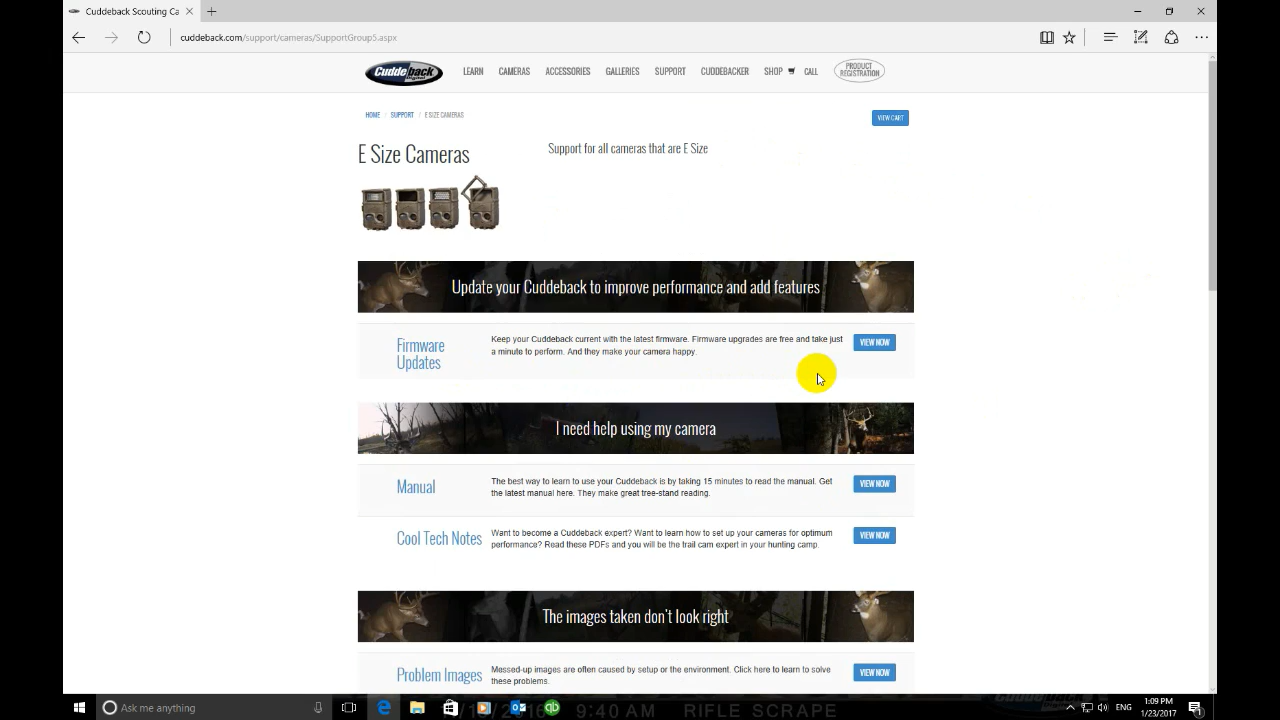 Cuddeback Scouting Ca
cuddeback.com/support/cameras/SupportGroup5.aspx
Cuddeback
LEARN CAMERAS ACCESSORIES GALLERIES SUPPORT CUDDEBACKER SHOP CALL
PRODUCT
REGISTRATION
HOME / SUPPORT / E SIZE CAMERAS
VIEW CART
E Size Cameras
Support for all cameras that are E Size
Update your Cuddeback to improve performance and add features
Firmware
Updates
Keep your Cuddeback current with the latest firmware. Firmware upgrades are free and take just
a minute to perform. And they make your camera happy.
VIEW NOW
I need help using my camera
Manual
The best way to learn to use your Cuddeback is by taking 15 minutes to read the manual. Get
the latest manual here. They make great tree-stand reading.
VIEW NOW
Cool Tech Notes
Want to become a Cuddeback expert? Want to learn how to set up your cameras for optimum
performance? Read these PDFs and you will be the trail cam expert in your hunting camp.
VIEW NOW
The images taken don't look right
Problem Images
Messed-up images are often caused by setup or the environment. Click here to learn to solve
these problems.
VIEW NOW
Ask me anything
ENG
1:09 PM
1/23/2017
9:40 AM RIFLE SCRAPE